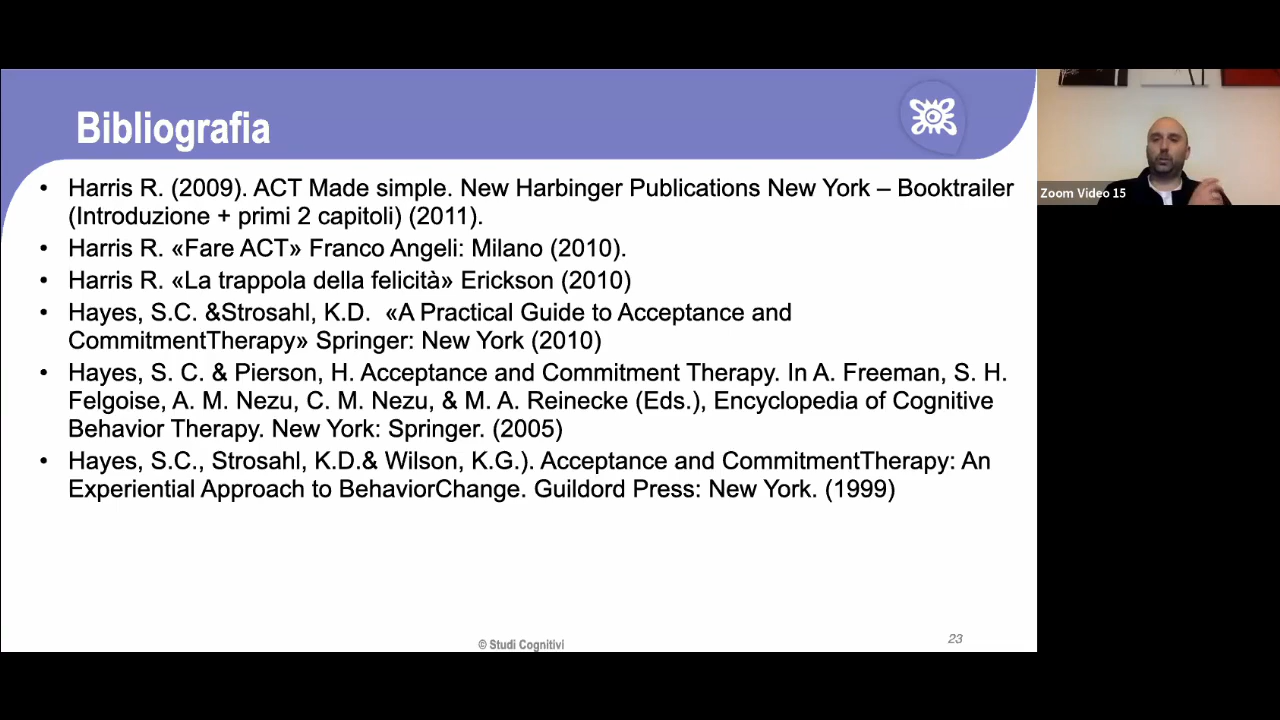 Bibliografia
• Harris R. (2009). ACT Made simple. New Harbinger Publications New York – Booktrailer
(Introduzione + primi 2 capitoli) (2011).
• Harris R. «Fare ACT» Franco Angeli: Milano (2010).
• Harris R. «La trappola della felicità» Erickson (2010)
• Hayes, S.C. &Strosahl, K.D. «A Practical Guide to Acceptance and
CommitmentTherapy» Springer: New York (2010)
• Hayes, S. C. & Pierson, H. Acceptance and Commitment Therapy. In A. Freeman, S. H.
Felgoise, A. M. Nezu, C. M. Nezu, & M. A. Reinecke (Eds.), Encyclopedia of Cognitive
Behavior Therapy. New York: Springer. (2005)
• Hayes, S.C., Strosahl, K.D.& Wilson, K.G.). Acceptance and CommitmentTherapy: An
Experiential Approach to BehaviorChange. Guildord Press: New York. (1999)
© Studi Cognitivi
23
Zoom Video 15